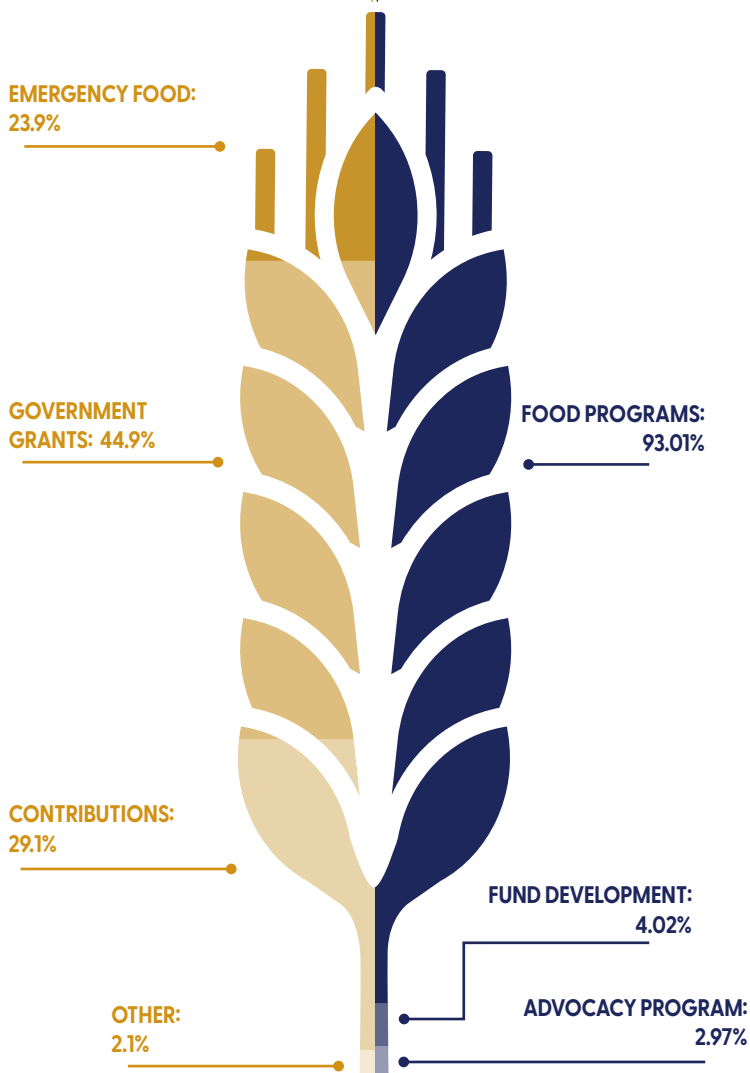 EMERGENCY FOOD:
23.9%
GOVERNMENT
GRANTS: 44.9%
FOOD PROGRAMS:
93.01%
CONTRIBUTIONS:
29.1%
FUND DEVELOPMENT:
4.02%
OTHER:
2.1%
ADVOCACY PROGRAM:
2.97%